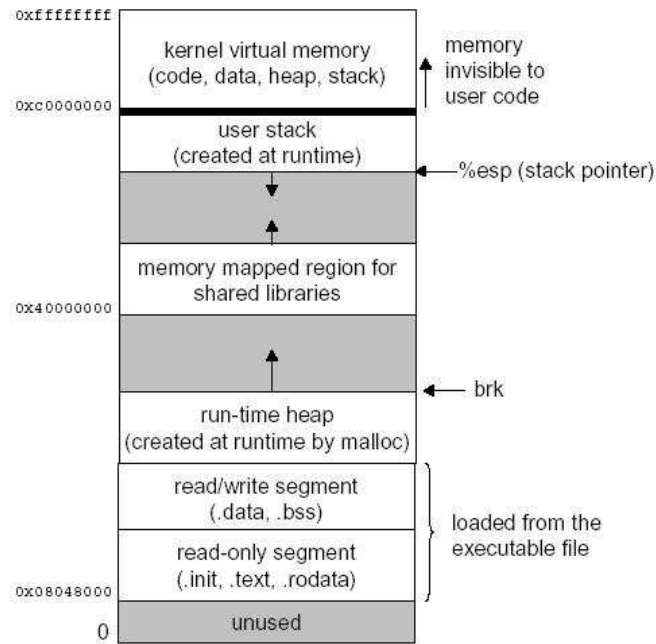 0xffffffff
kernel virtual memory
(code, data, heap, stack)
memory
invisible to
user code
0xc0000000
user stack
(created at runtime)
%esp (stack pointer)
memory mapped region for
shared libraries
0x40000000
brk
run-time heap
(created at runtime by malloc)
read/write segment
(.data, .bss)
loaded from the
executable file
read-only segment
(.init, .text, .rodata)
0x08048000
unused
0